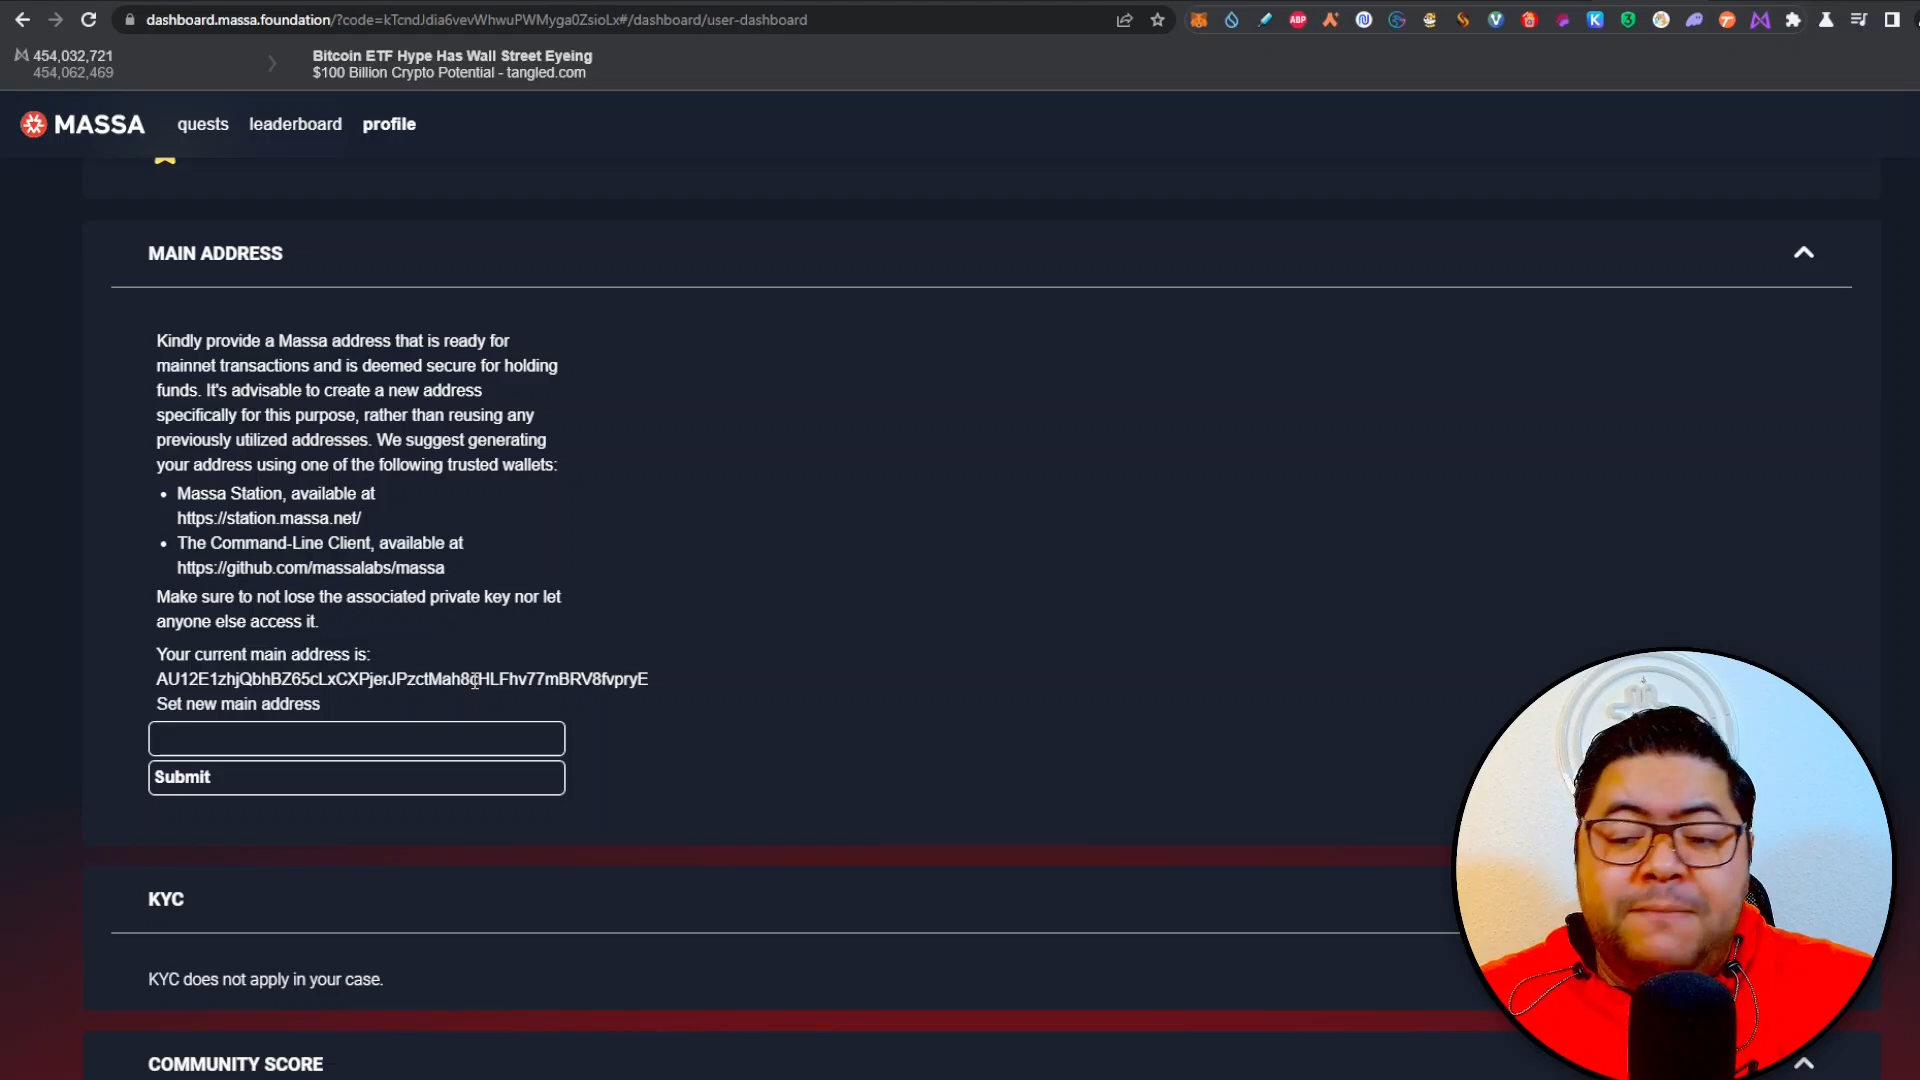 dashboard.massa.foundation/?code=kTcndJdia6vevWhwuPWMyga0ZsioLx#/dashboard/user-dashboard
454,032,721
454,062,469
Bitcoin ETF Hype Has Wall Street Eyeing
$100 Billion Crypto Potential - tangled.com
MASSA quests leaderboard profile
MAIN ADDRESS
Kindly provide a Massa address that is ready for
mainnet transactions and is deemed secure for holding
funds. It's advisable to create a new address
specifically for this purpose, rather than reusing any
previously utilized addresses. We suggest generating
your address using one of the following trusted wallets:
• Massa Station, available at
https://station.massa.net/
• The Command-Line Client, available at
https://github.com/massalabs/massa
Make sure to not lose the associated private key nor let
anyone else access it.
Your current main address is:
Set new main address
Submit
KYC
KYC does not apply in your case.
COMMUNITY SCORE